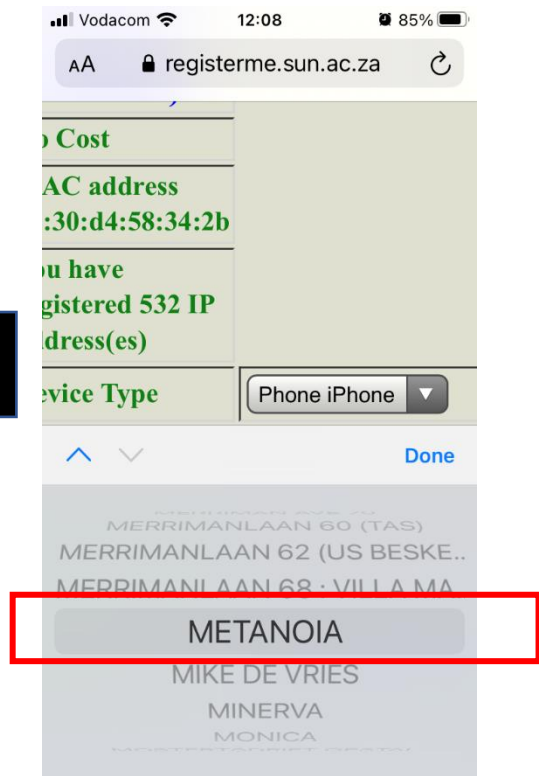 Vodacom 12:08 85%
AA registerme.sun.ac.za
o Cost
AC address
:30:d4:58:34:2b
ou have
gistered 532 IP
ldress(es)
evice Type Phone iPhone
Done
MERRIMANLAAN 60 (TAS)
MERRIMANLAAN 62 (US BESKE..
MERRIMANLAAN 68 : VILLA MA
METANOIA
MIKE DE VRIES
MINERVA
MONICA